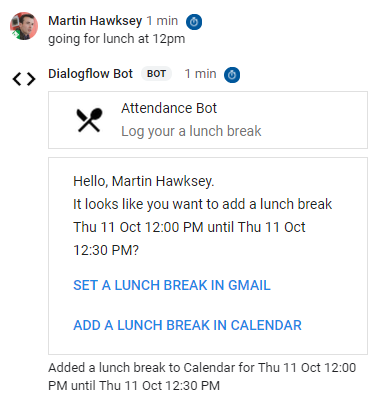 Martin Hawksey 1 min
going for lunch at 12pm
Dialogflow Bot BOT 1 min
Attendance Bot
Log your a lunch break
Hello, Martin Hawksey.
It looks like you want to add a lunch break
Thu 11 Oct 12:00 PM until Thu 11 Oct
12:30 PM?
SET A LUNCH BREAK IN GMAIL
ADD A LUNCH BREAK IN CALENDAR
Added a lunch break to Calendar for Thu 11 Oct 12:00
PM until Thu 11 Oct 12:30 PM